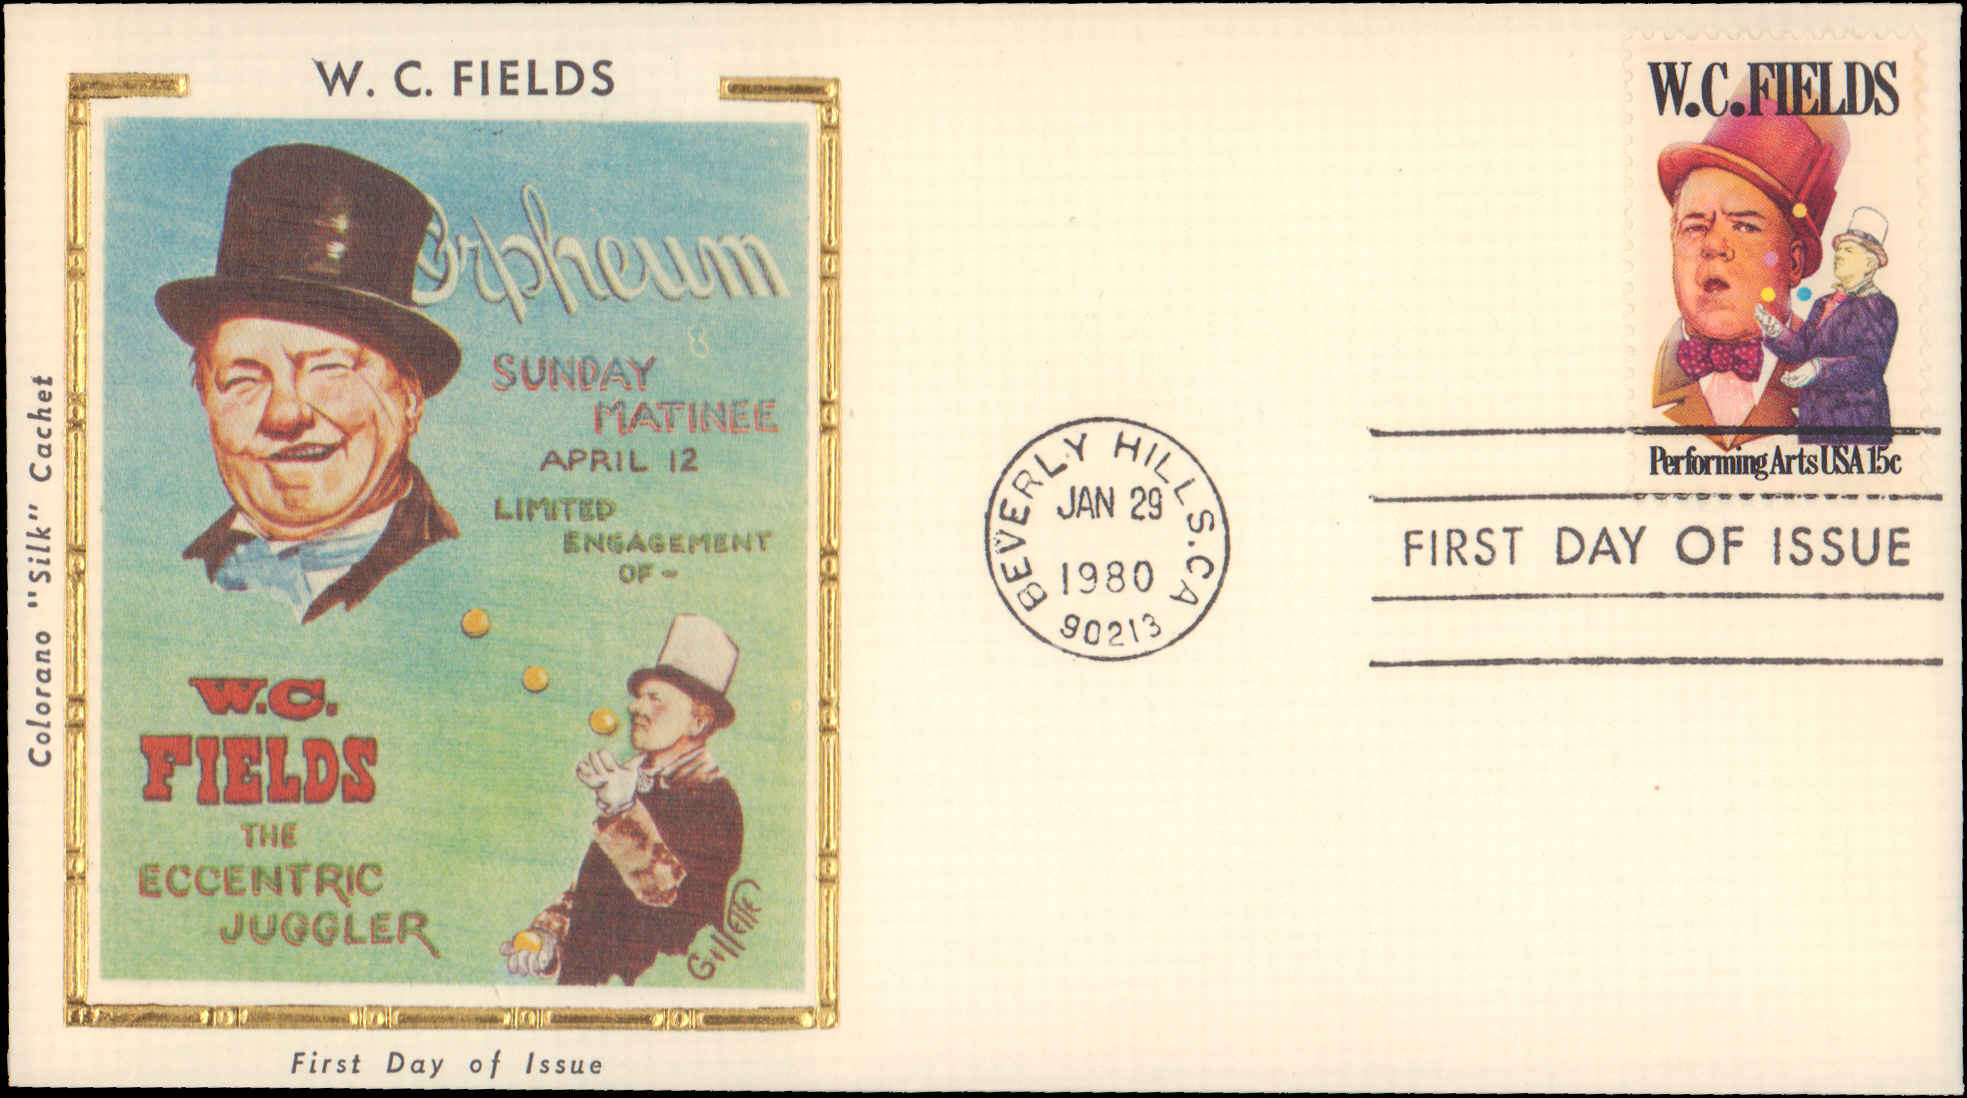 W. C. FIELDS
Orpheum
SUNDAY
MATINEE
APRIL 12
LIMITED
ENGAGEMENT
OF -
W.C.
FIELDS
THE
ECCENTRIC
JUGGLER
Gillette
Colorano "Silk" Cachet
First Day of Issue
W.C.FIELDS
Performing Arts USA 15c
BEVERLY HILLS.CA
JAN 29
1980
90213
FIRST DAY OF ISSUE